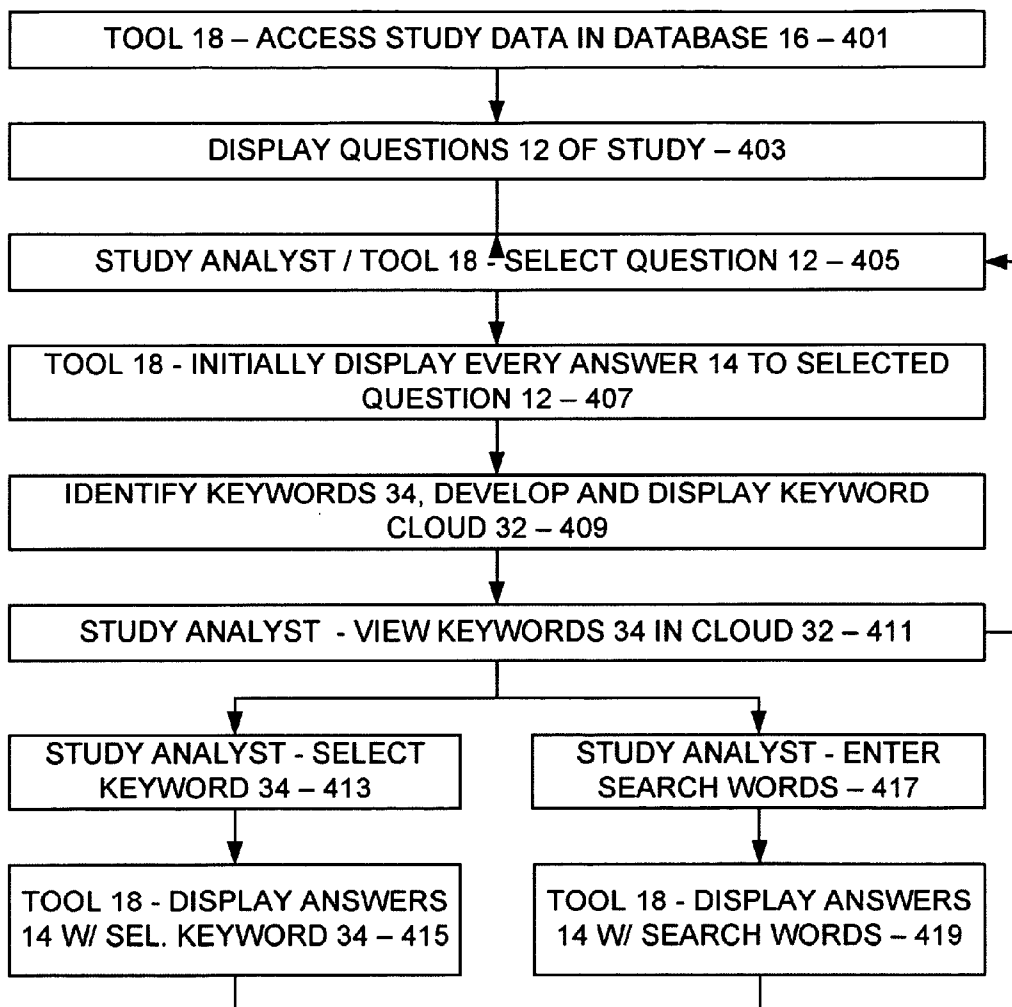 TOOL 18 – ACCESS STUDY DATA IN DATABASE 16 – 401
DISPLAY QUESTIONS 12 OF STUDY – 403
STUDY ANALYST / TOOL 18 - SELECT QUESTION 12 – 405
TOOL 18 - INITIALLY DISPLAY EVERY ANSWER 14 TO SELECTED
QUESTION 12 – 407
IDENTIFY KEYWORDS 34, DEVELOP AND DISPLAY KEYWORD
CLOUD 32 – 409
STUDY ANALYST - VIEW KEYWORDS 34 IN CLOUD 32 – 411
STUDY ANALYST - SELECT
KEYWORD 34 – 413
STUDY ANALYST - ENTER
SEARCH WORDS – 417
TOOL 18 - DISPLAY ANSWERS
14 W/ SEL. KEYWORD 34 – 415
TOOL 18 - DISPLAY ANSWERS
14 W/ SEARCH WORDS – 419